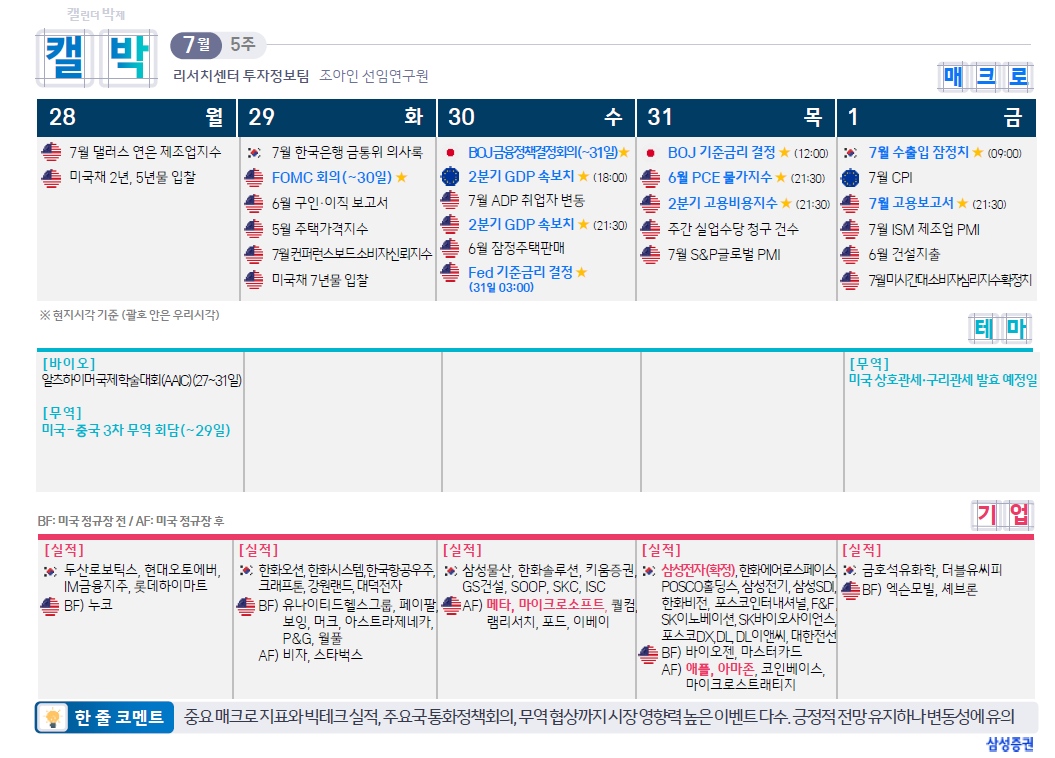 캘린더 박제
캘 박
7월 5주
리서치센터 투자정보팀 조아인 선임연구원
매크로
28 월
7월 댈러스 연은 제조업지수
미국채 2년, 5년물 입찰
29 화
7월 한국은행 금통위 의사록
FOMC 회의(~30일) ★
6월 구인·이직 보고서
5월 주택가격지수
7월 컨퍼런스보드 소비자신뢰지수
미국채 7년물 입찰
30 수
BOJ 금융정책결정회의(~31일)★
2분기 GDP 속보치 ★ (18:00)
7월 ADP 취업자 변동
2분기 GDP 속보치 ★ (21:30)
6월 잠정주택판매
Fed 기준금리 결정 ★
(31일 03:00)
31 목
BOJ 기준금리 결정 ★ (12:00)
6월 PCE 물가지수 ★ (21:30)
2분기 고용비용지수 ★ (21:30)
주간 실업수당 청구 건수
7월 S&P글로벌 PMI
1 금
7월 수출입 잠정치 ★ (09:00)
7월 CPI
7월 고용보고서 ★ (21:30)
7월 ISM 제조업 PMI
6월 건설지출
7월 미시간대 소비자심리지수 확정치
※ 현지시각 기준 (괄호 안은 우리시각)
테마
[바이오]
알츠하이머 국제 학술대회(AAIC)(27~31일)
[무역]
미국-중국 3차 무역 회담(~29일)
[무역]
미국 상호관세·구리관세 발효 예정일
BF: 미국 정규장 전 / AF: 미국 정규장 후
기업
[실적]
두산로보틱스, 현대오토에버,
IM금융지주, 롯데하이마트
BF) 누코
[실적]
한화오션, 한화시스템, 한국항공우주,
크래프톤, 강원랜드, 대덕전자
BF) 유나이티드헬스그룹, 페이팔,
보잉, 머크, 아스트라제네카,
P&G, 월풀
AF) 비자, 스타벅스
[실적]
삼성물산, 한화솔루션, 키움증권,
GS건설, SOOP, SKC, ISC
AF) 메타, 마이크로소프트, 퀄컴,
램리서치, 포드, 이베이
[실적]
삼성전자(확정), 한화에어로스페이스,
POSCO홀딩스, 삼성전기, 삼성SDI,
한화비전, 포스코인터내셔널, F&F,
SK이노베이션, SK바이오사이언스,
포스코DX, DL, DL이앤씨, 대한전선
BF) 바이오젠, 마스터카드
AF) 애플, 아마존, 코인베이스,
마이크로스트래티지
[실적]
금호석유화학, 더블유씨피
BF) 엑슨모빌, 셰브론
한 줄 코멘트
중요 매크로 지표와 빅테크 실적, 주요국 통화정책회의, 무역 협상까지 시장 영향력 높은 이벤트 다수. 긍정적 전망 유지하나 변동성에 유의
삼성증권